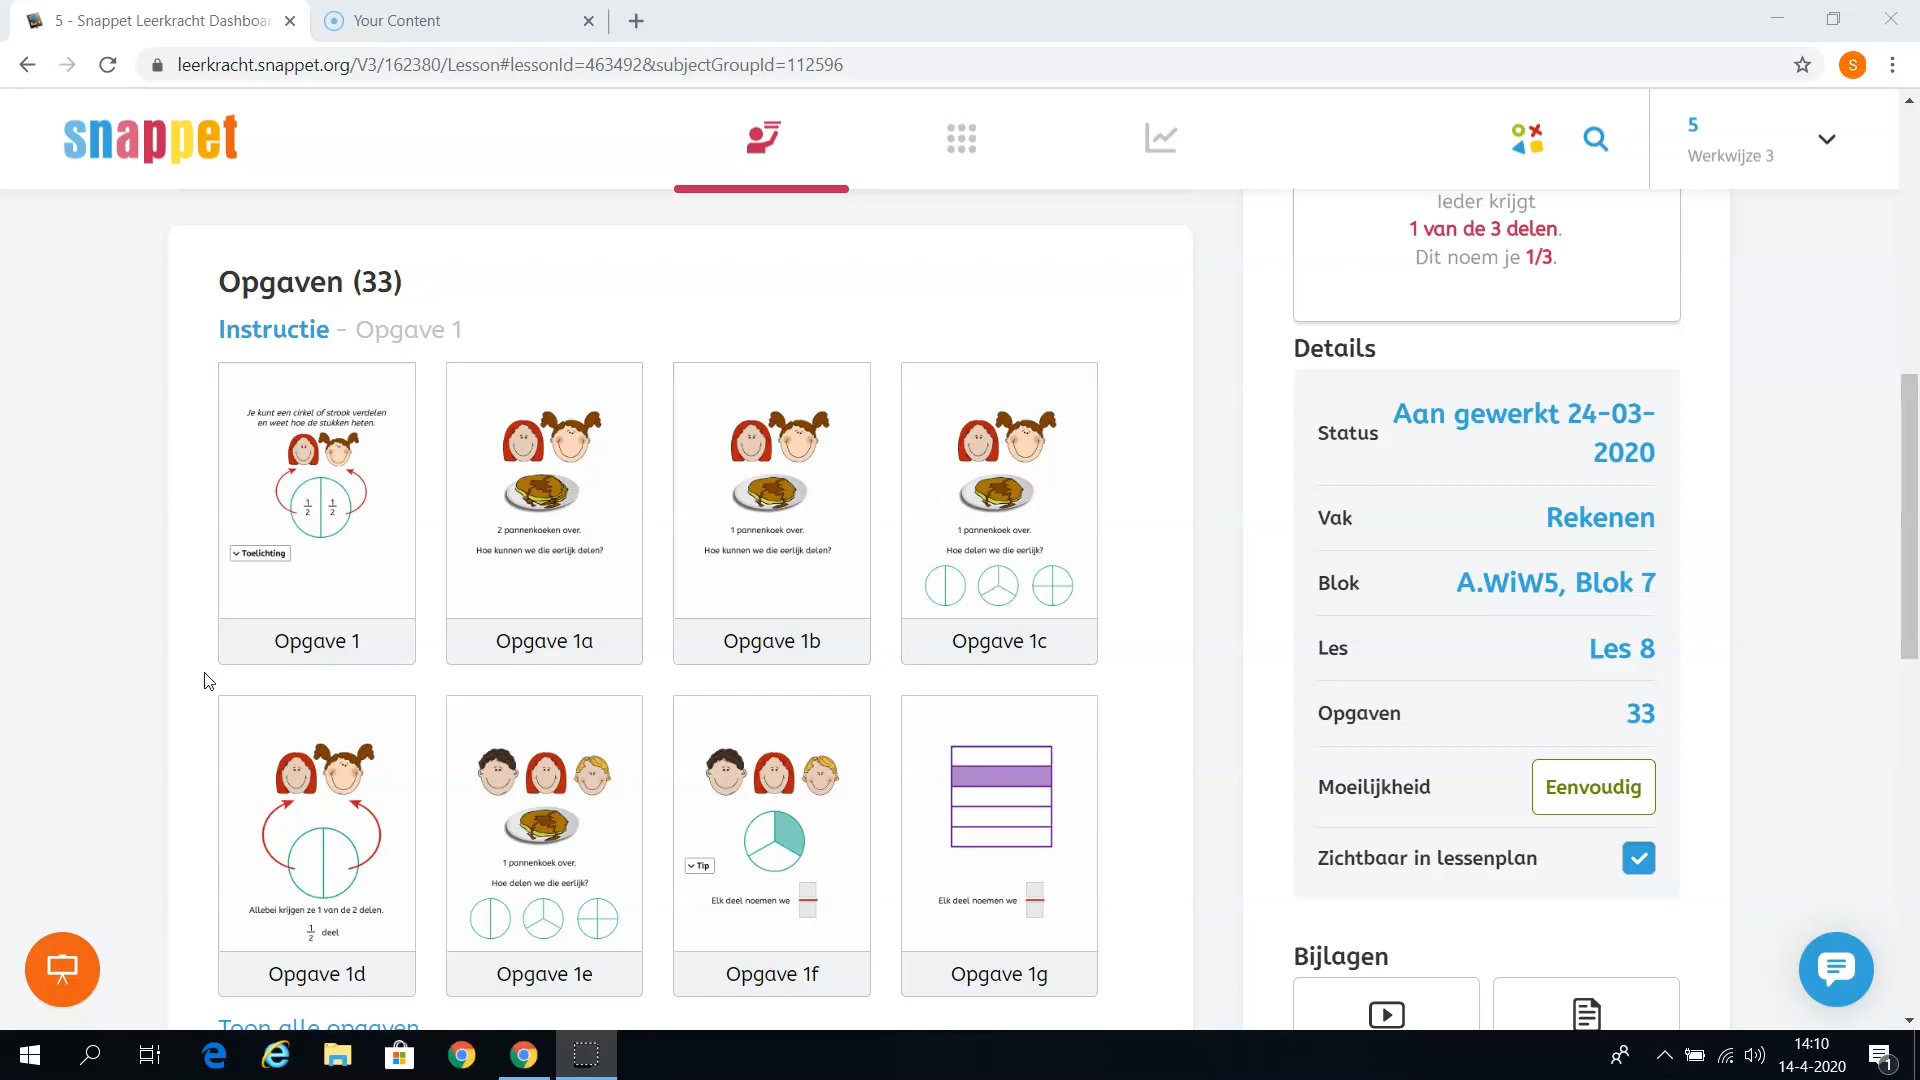 5 - Snappet Leerkracht Dashboar
Your Content
leerkracht.snappet.org/V3/162380/Lesson#lessonId=463492&subjectGroupId=112596
S
snappet
5
Werkwijze 3
Ieder krijgt
1 van de 3 delen.
Dit noem je 1/3.
Opgaven (33)
Instructie - Opgave 1
Je kunt een cirkel of strook verdelen
en weet hoe de stukken heten.
1/2 1/2
Toelichting
Opgave 1
2 pannenkoeken over.
Hoe kunnen we die eerlijk delen?
Opgave 1a
1 pannenkoek over.
Hoe kunnen we die eerlijk delen?
Opgave 1b
1 pannenkoek over.
Hoe delen we die eerlijk?
Opgave 1c
Allebei krijgen ze 1 van de 2 delen.
1/2 deel
Opgave 1d
1 pannenkoek over.
Hoe delen we die eerlijk?
Opgave 1e
Tip
Elk deel noemen we
Opgave 1f
Elk deel noemen we
Opgave 1g
Toon alle opgaven
Details
Status Aan gewerkt 24-03-
2020
Vak Rekenen
Blok A.WiW5, Blok 7
Les Les 8
Opgaven 33
Moeilijkheid Eenvoudig
Zichtbaar in lessenplan
Bijlagen
14:10
14-4-2020
1